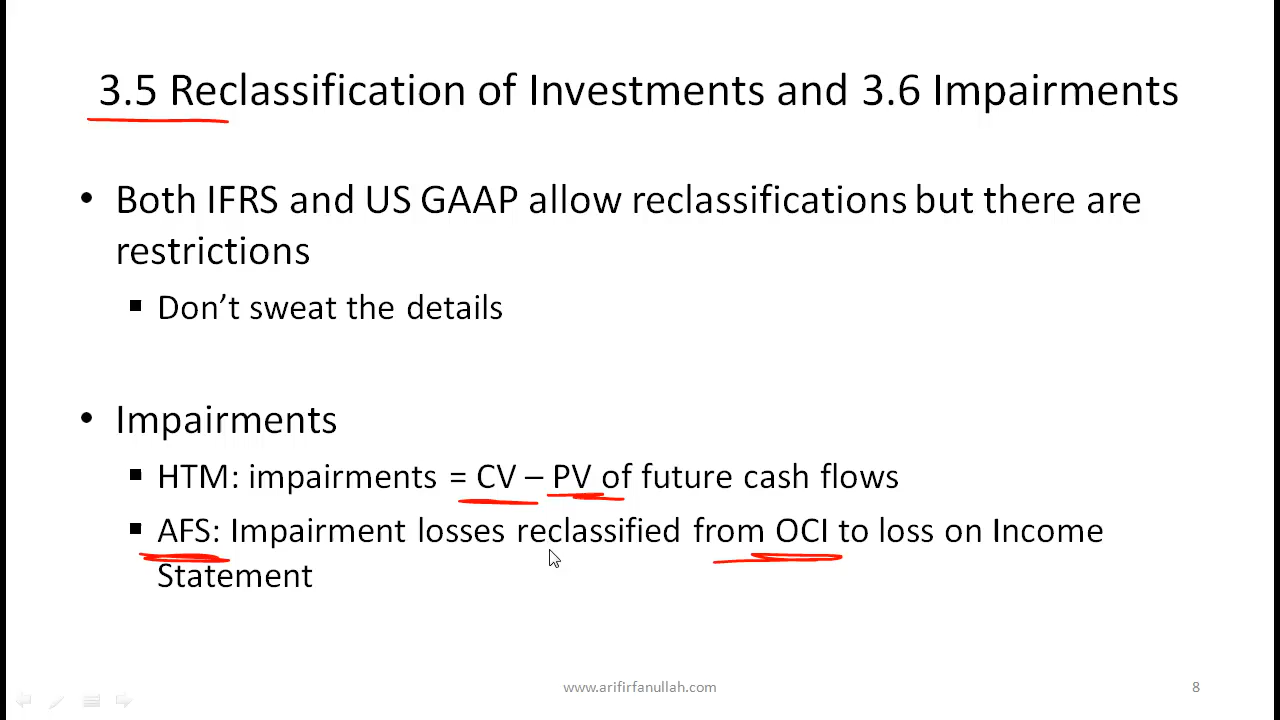 3.5 Reclassification of Investments and 3.6 Impairments
• Both IFRS and US GAAP allow reclassifications but there are
restrictions
▪ Don’t sweat the details
• Impairments
▪ HTM: impairments = CV – PV of future cash flows
▪ AFS: Impairment losses reclassified from OCI to loss on Income
Statement
www.arifirfanullah.com
8